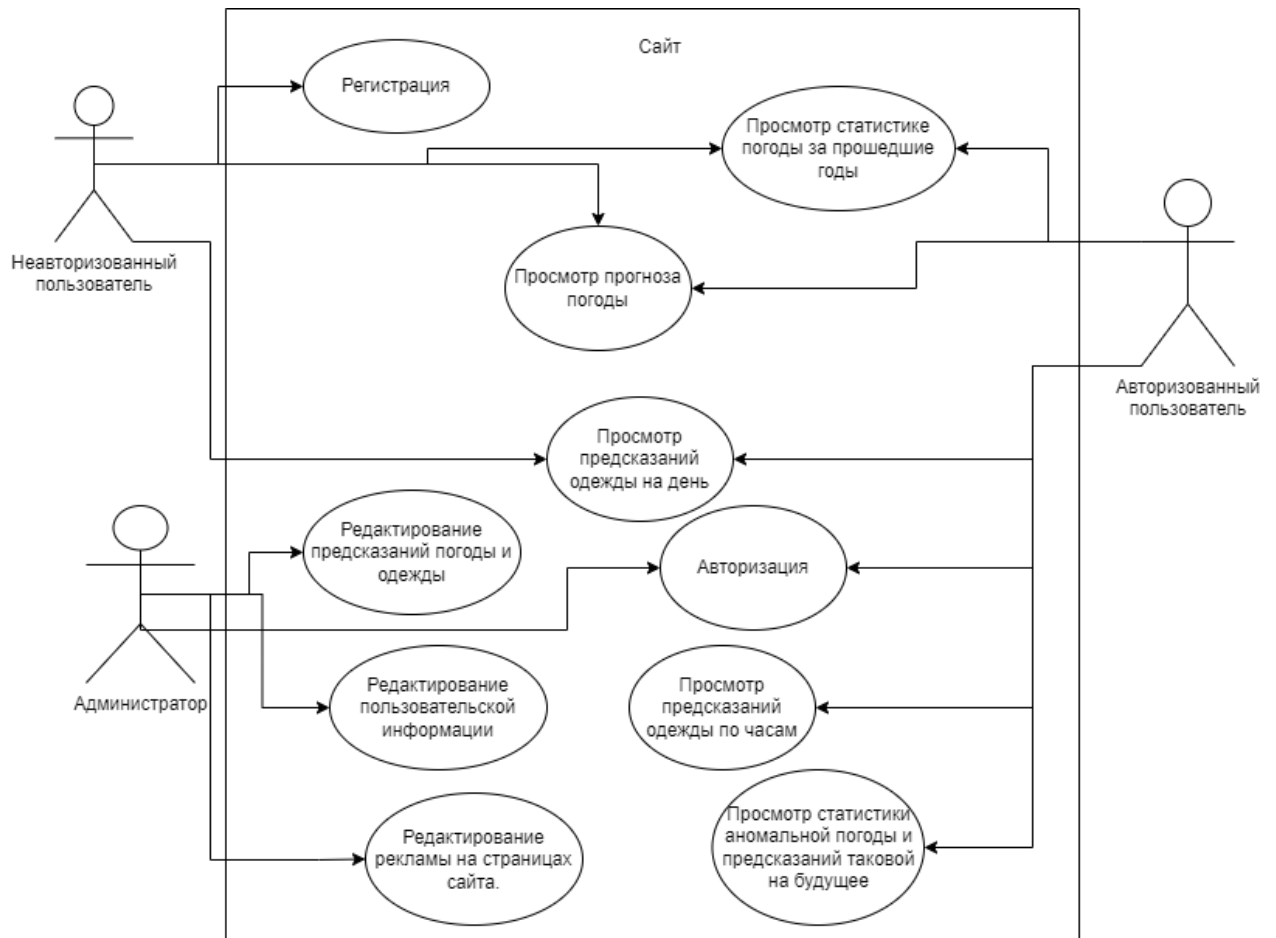 Сайт
Регистрация
Просмотр статистике
погоды за прошедшие
годы
Неавторизованный
пользователь
Просмотр прогноза
погоды
Авторизованный
пользователь
Просмотр
предсказаний
одежды на день
Редактирование
предсказаний погоды и
одежды
Авторизация
Администратор
Редактирование
пользовательской
информации
Просмотр
предсказаний
одежды по часам
Редактирование
рекламы на страницах
сайта.
Просмотр статистики
аномальной погоды и
предсказаний таковой
на будущее